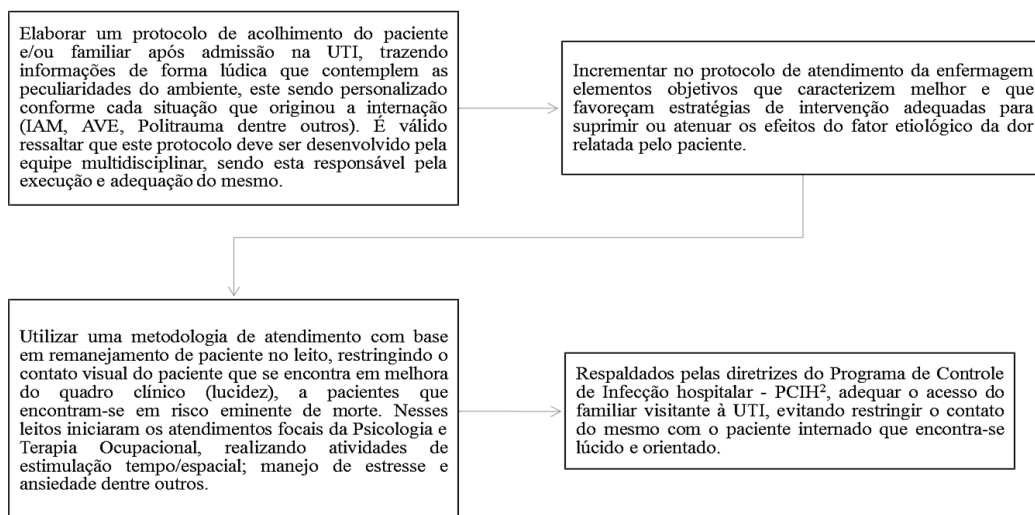 Elaborar um protocolo de acolhimento do paciente
e/ou familiar após admissão na UTI, trazendo
informações de forma lúdica que contemplem as
peculiaridades do ambiente, este sendo personalizado
conforme cada situação que originou a internação
(IAM, AVE, Politrauma dentre outros). É válido
ressaltar que este protocolo deve ser desenvolvido pela
equipe multidisciplinar, sendo esta responsável pela
execução e adequação do mesmo.
Incrementar no protocolo de atendimento da enfermagem
elementos objetivos que caracterizem melhor e que
favoreçam estratégias de intervenção adequadas para
suprimir ou atenuar os efeitos do fator etiológico da dor
relatada pelo paciente.
Utilizar uma metodologia de atendimento com base
em remanejamento de paciente no leito, restringindo o
contato visual do paciente que se encontra em melhora
do quadro clínico (lucidez), a pacientes que
encontram-se em risco eminente de morte. Nesses
leitos iniciaram os atendimentos focais da Psicologia e
Terapia Ocupacional, realizando atividades de
estimulação tempo/espacial; manejo de estresse e
ansiedade dentre outros.
Respaldados pelas diretrizes do Programa de Controle
de Infecção hospitalar - PCIH², adequar o acesso do
familiar visitante à UTI, evitando restringir o contato
do mesmo com o paciente internado que encontra-se
lúcido e orientado.